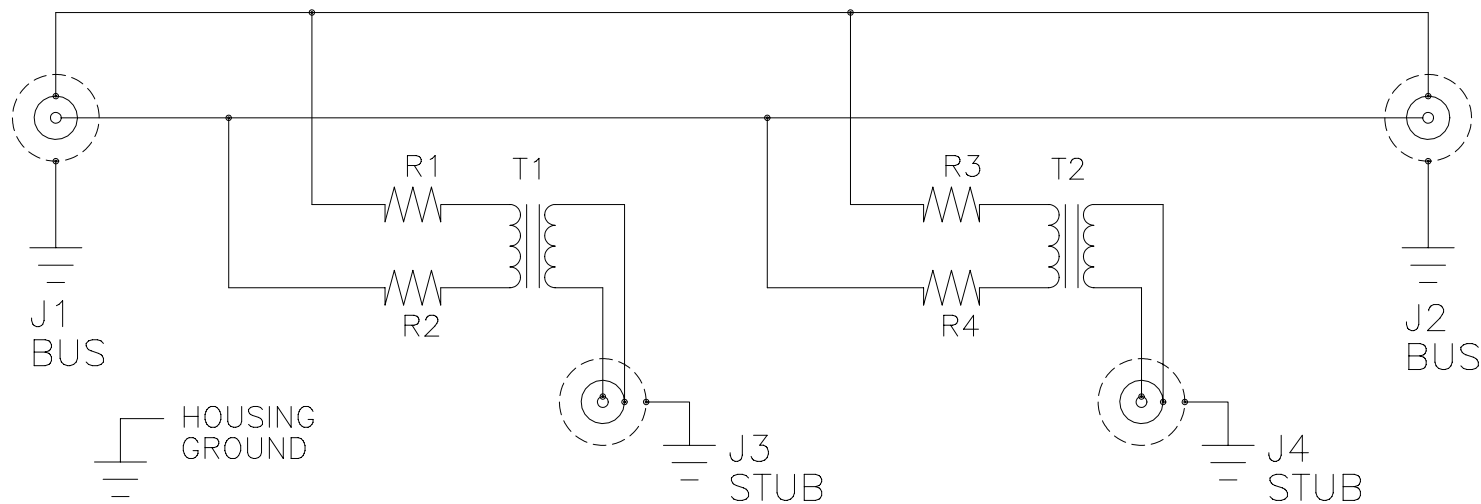 R1
T1
R3
T2
R2
R4
J1
BUS
J2
BUS
HOUSING
GROUND
J3
STUB
J4
STUB